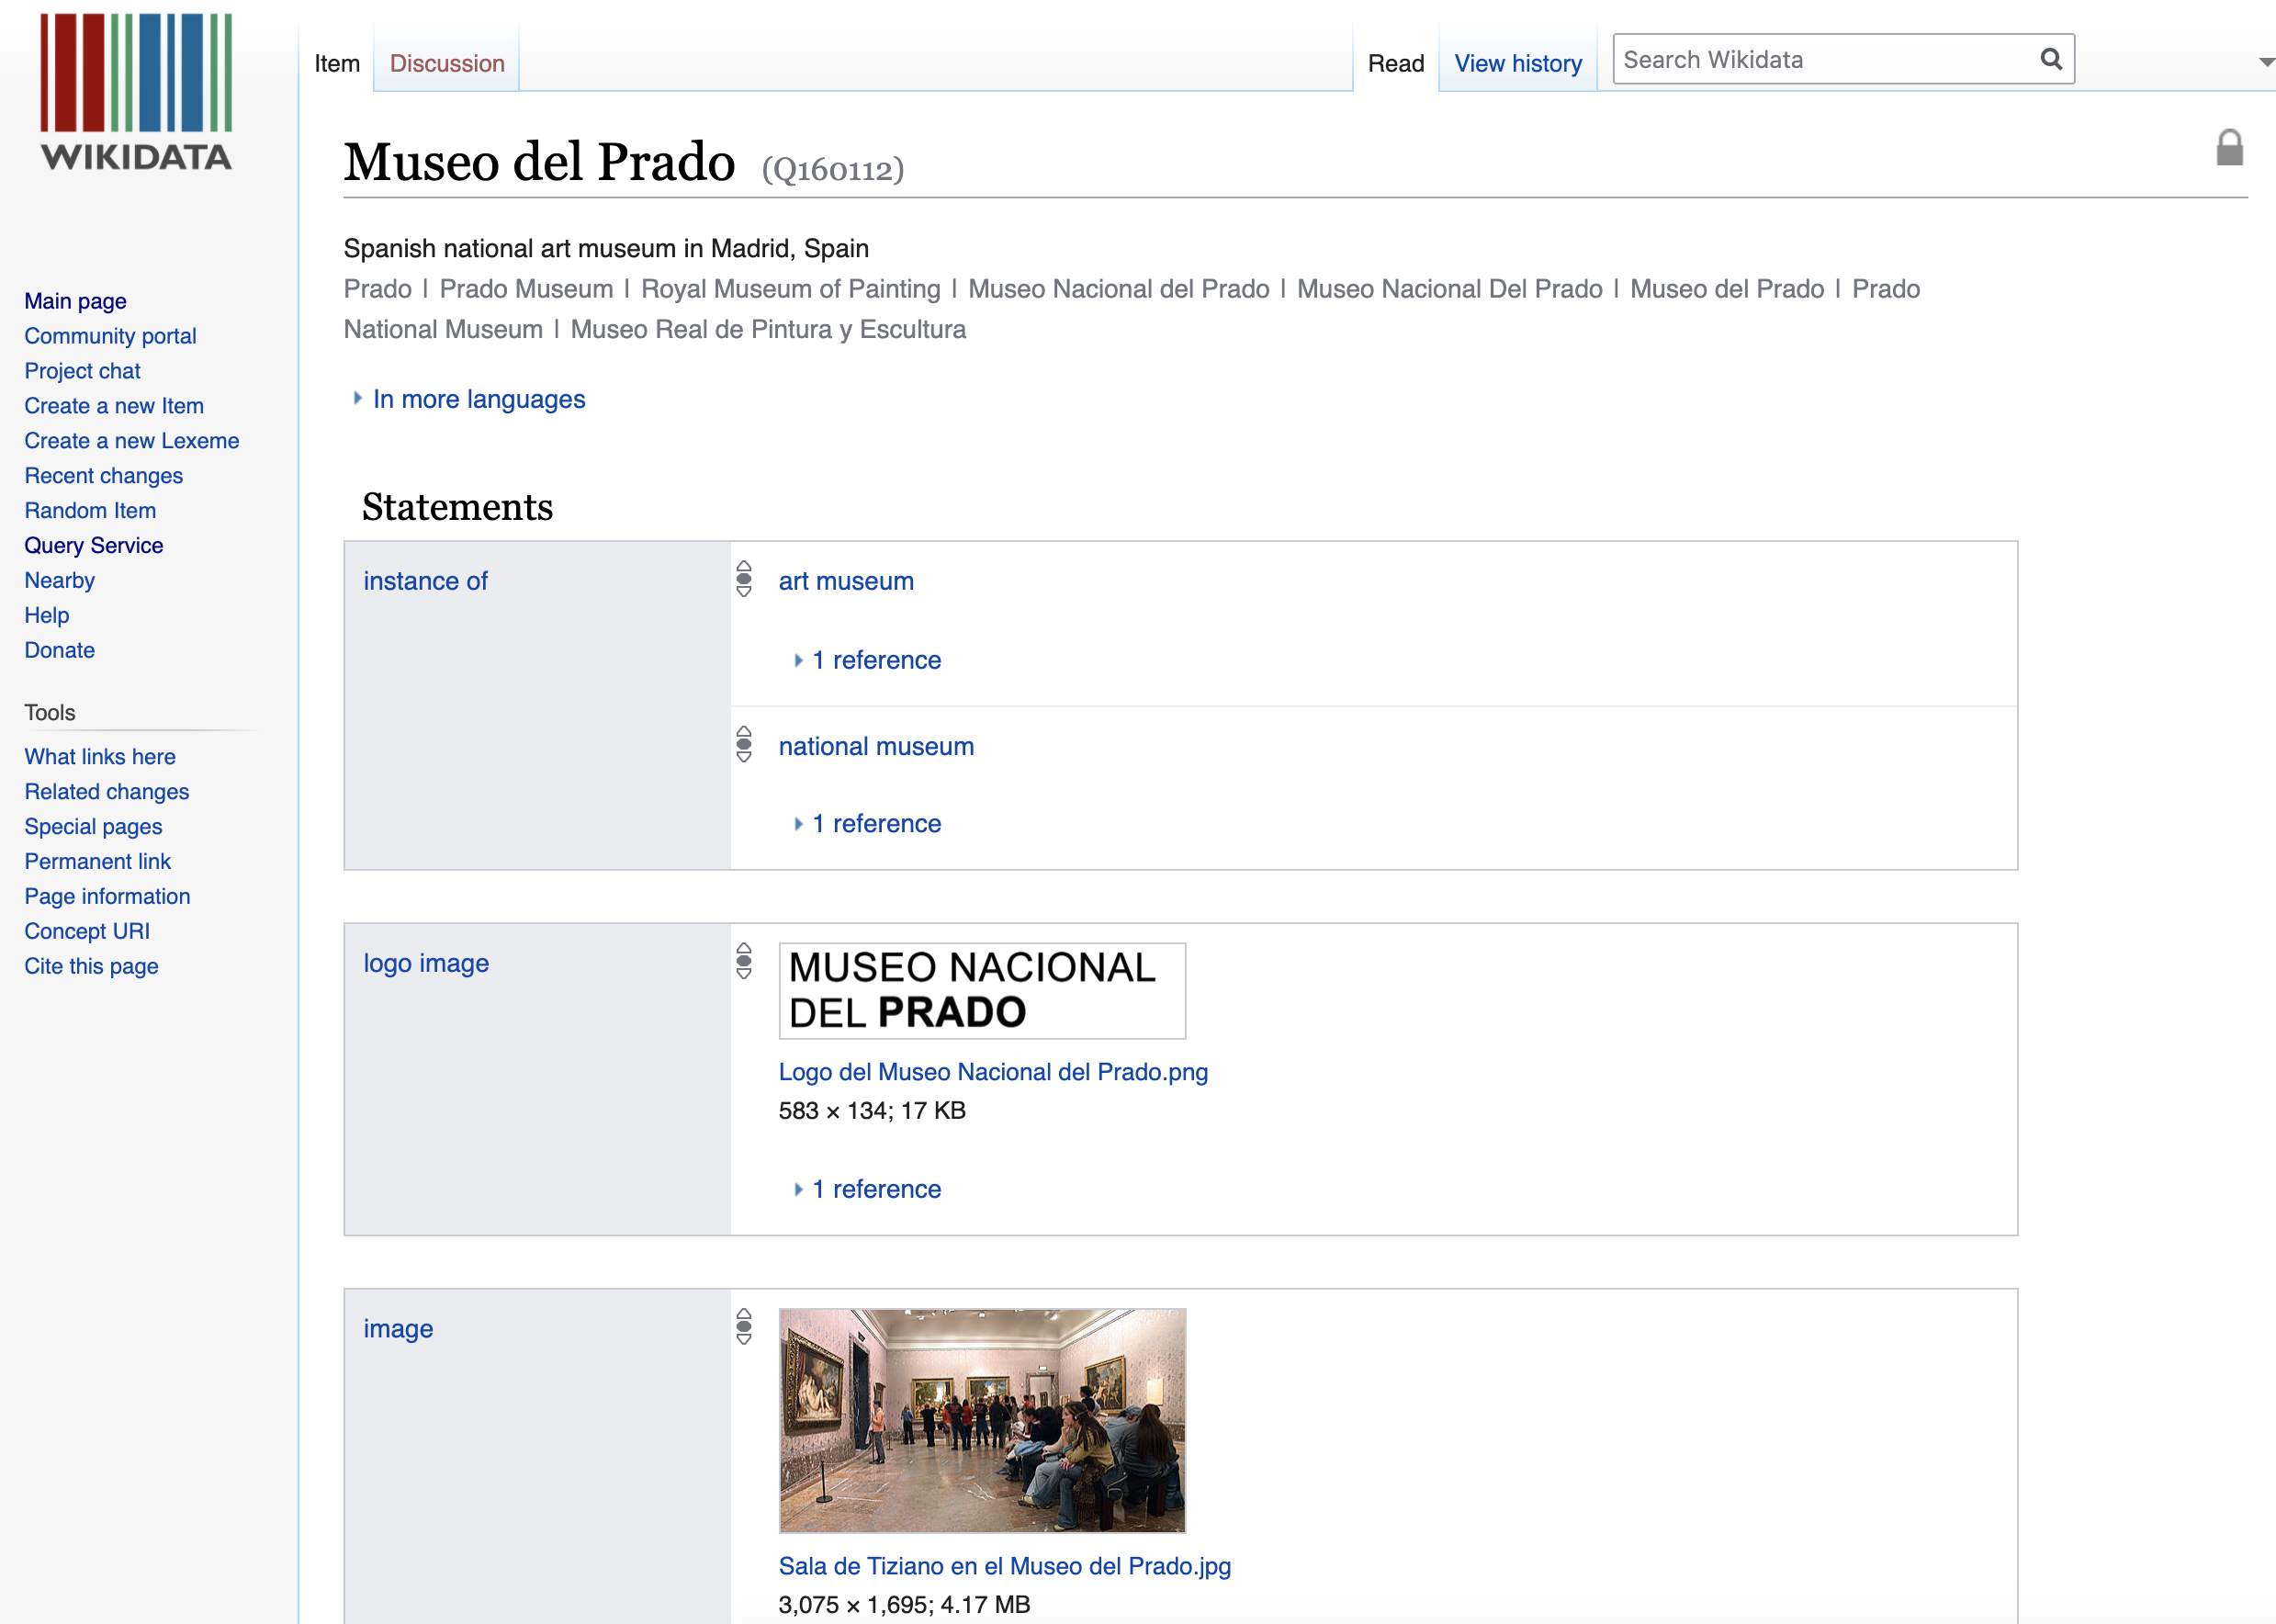 WIKIDATA
Item
Discussion
Read
View history
Search Wikidata
Museo del Prado (Q160112)
Spanish national art museum in Madrid, Spain
Prado | Prado Museum | Royal Museum of Painting | Museo Nacional del Prado | Museo Nacional Del Prado | Museo del Prado | Prado
National Museum | Museo Real de Pintura y Escultura
In more languages
Main page
Community portal
Project chat
Create a new Item
Create a new Lexeme
Recent changes
Random Item
Query Service
Nearby
Help
Donate
Tools
What links here
Related changes
Special pages
Permanent link
Page information
Concept URI
Cite this page
Statements
instance of
art museum
1 reference
national museum
1 reference
logo image
MUSEO NACIONAL
DEL PRADO
Logo del Museo Nacional del Prado.png
583 × 134; 17 KB
1 reference
image
Sala de Tiziano en el Museo del Prado.jpg
3,075 × 1,695; 4.17 MB